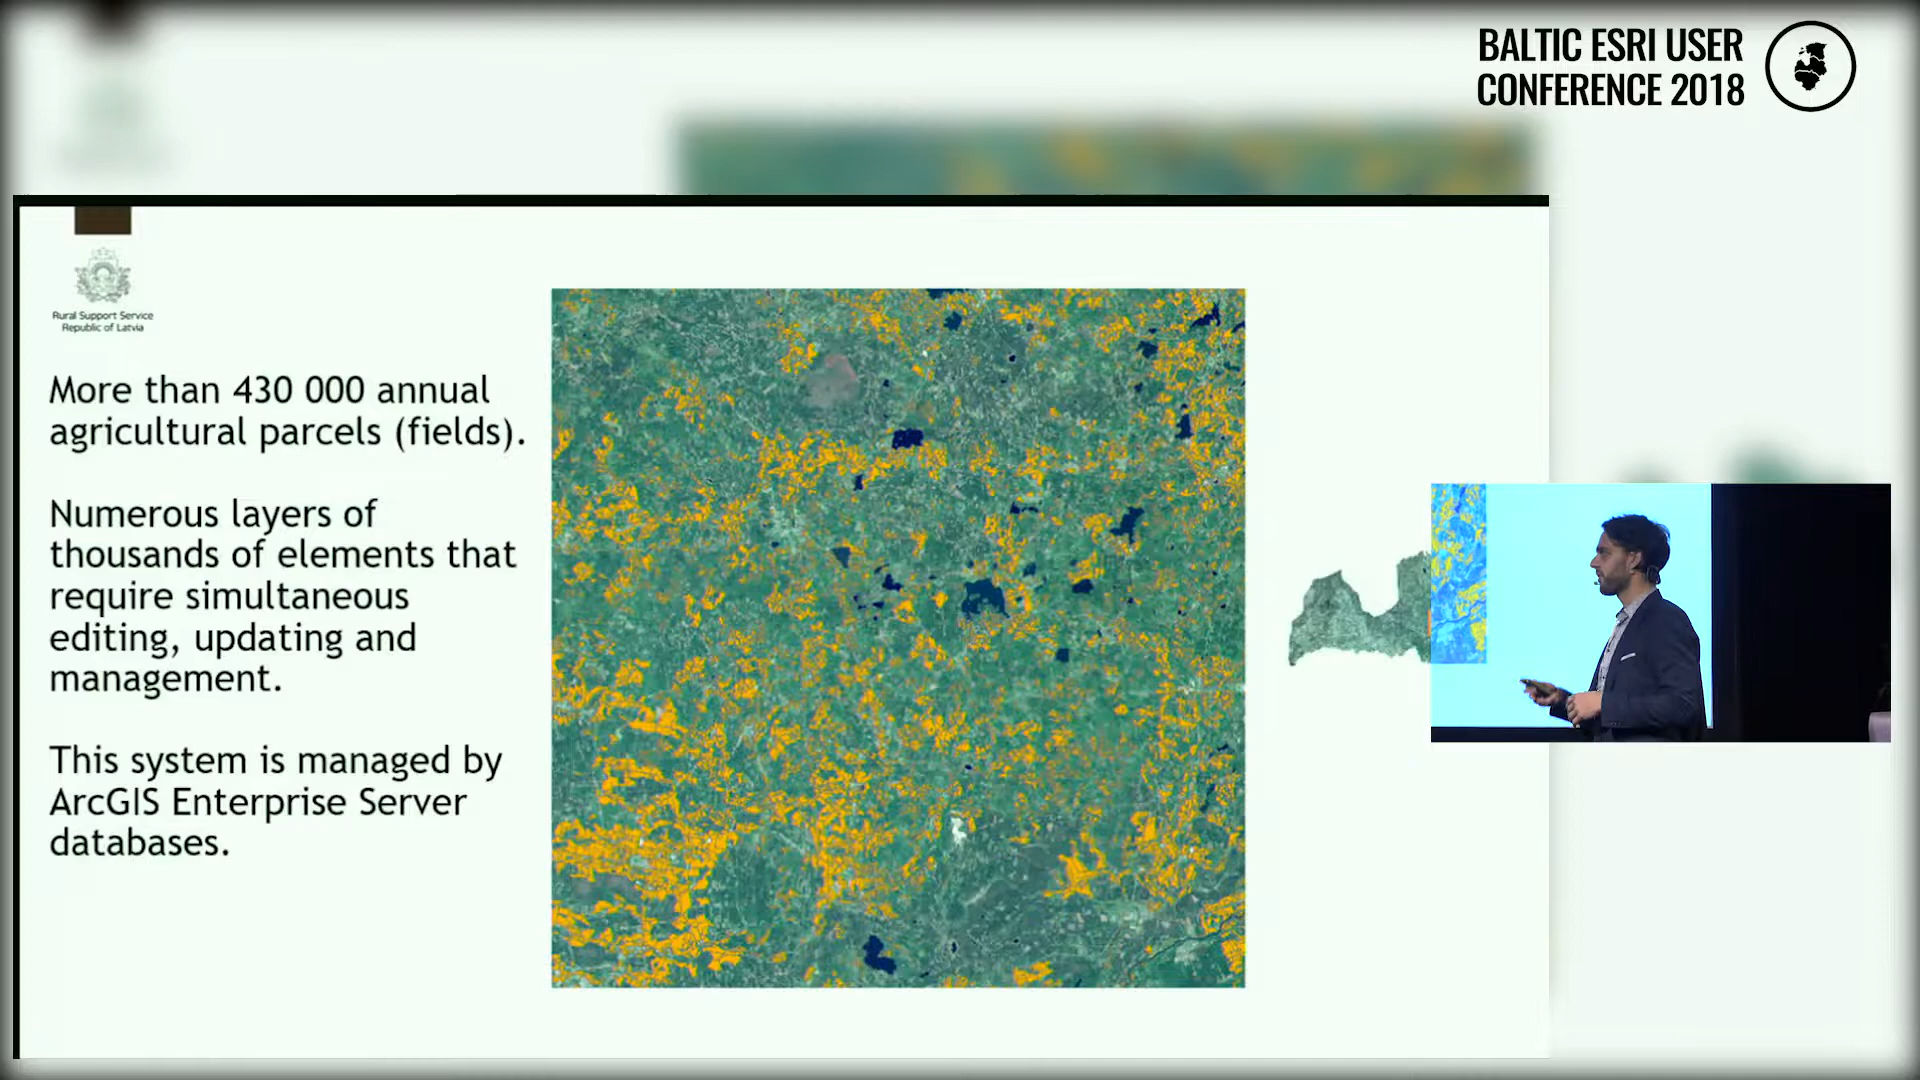 BALTIC ESRI USER
CONFERENCE 2018
Rural Support Service
Republic of Latvia
More than 430 000 annual
agricultural parcels (fields).
Numerous layers of
thousands of elements that
require simultaneous
editing, updating and
management.
This system is managed by
ArcGIS Enterprise Server
databases.